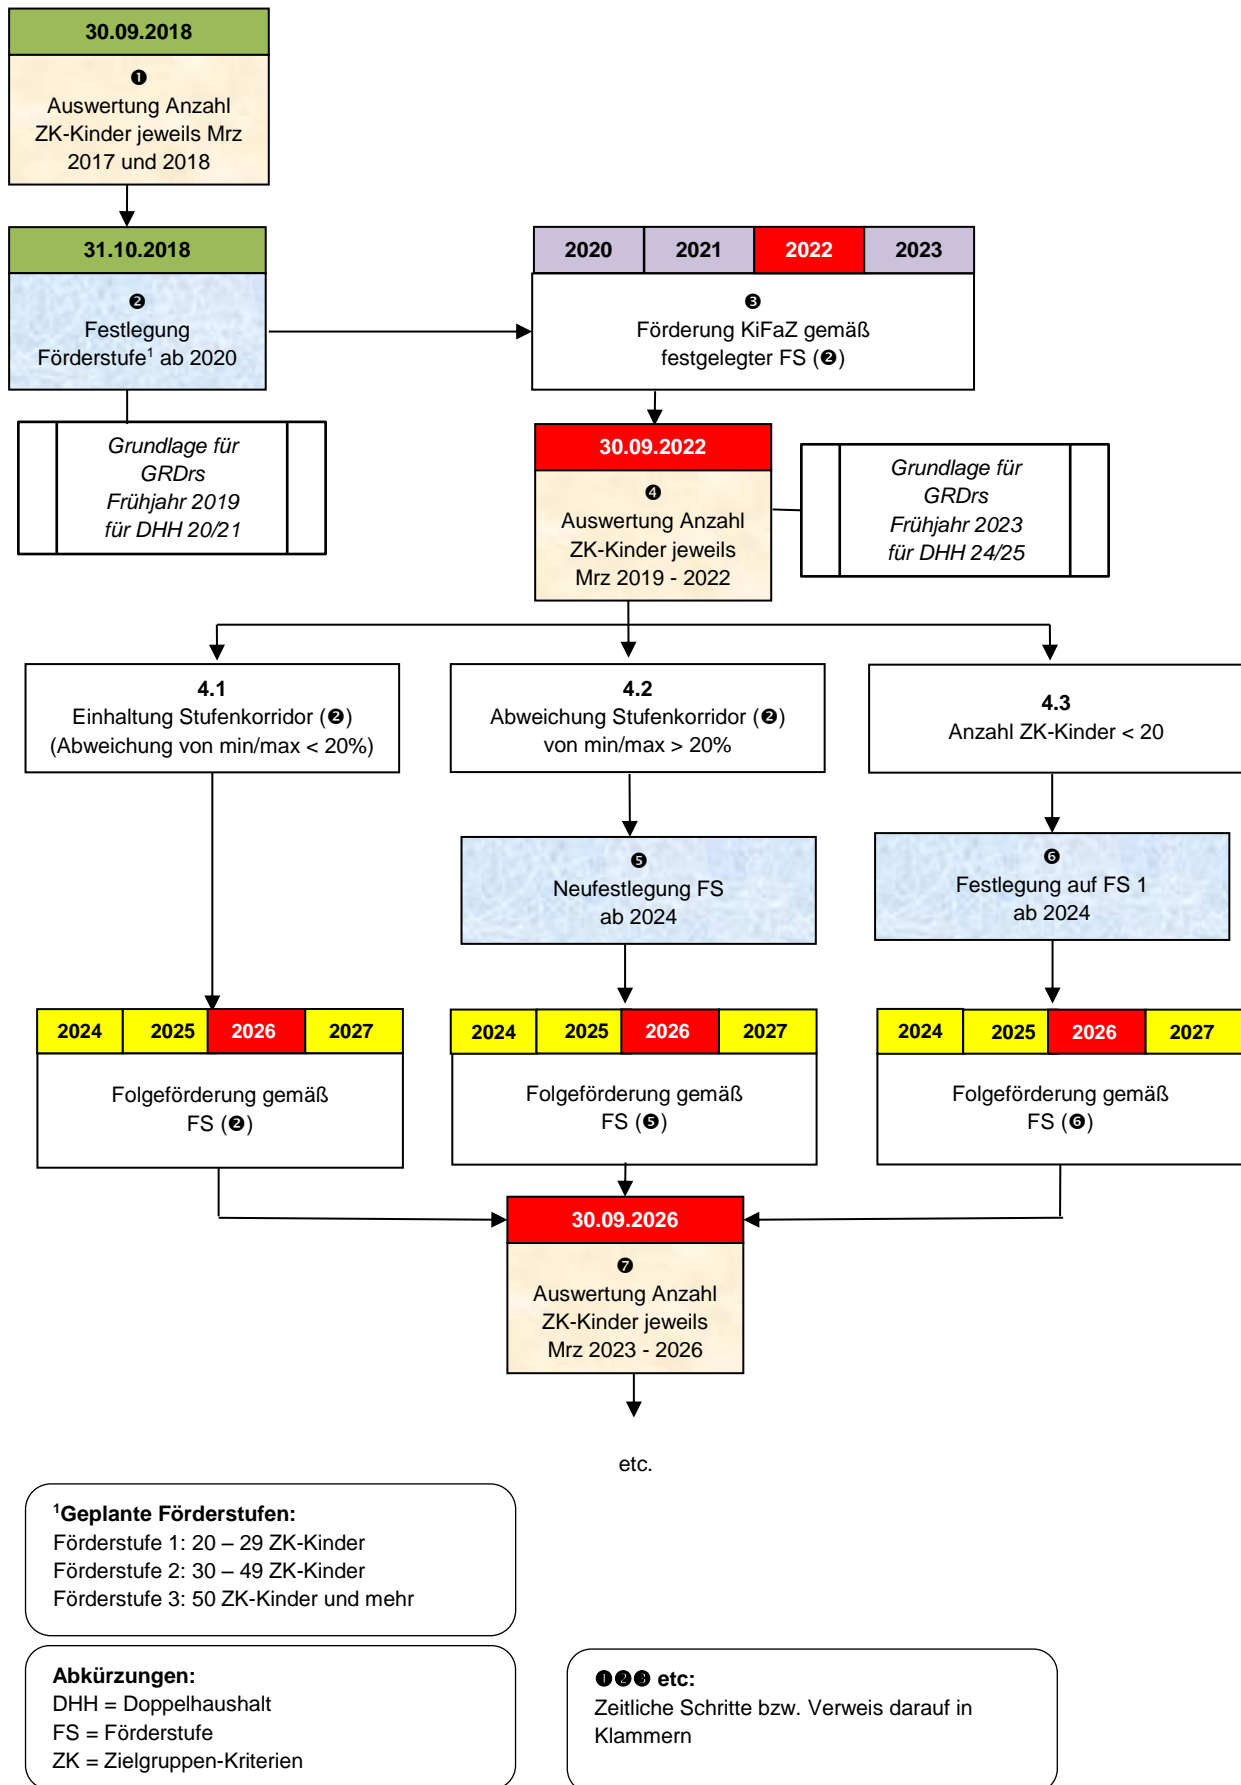 30.09.2018
❶
Auswertung Anzahl
ZK-Kinder jeweils Mrz
2017 und 2018
31.10.2018
❷
Festlegung
Förderstufe¹ ab 2020
2020 2021 2022 2023
❸
Förderung KiFaZ gemäß
festgelegter FS (❷)
Grundlage für
GRDrs
Frühjahr 2019
für DHH 20/21
30.09.2022
❹
Auswertung Anzahl
ZK-Kinder jeweils
Mrz 2019 - 2022
Grundlage für
GRDrs
Frühjahr 2023
für DHH 24/25
4.1
Einhaltung Stufenkorridor (❷)
(Abweichung von min/max < 20%)
4.2
Abweichung Stufenkorridor (❷)
von min/max > 20%
4.3
Anzahl ZK-Kinder < 20
❺
Neufestlegung FS
ab 2024
❻
Festlegung auf FS 1
ab 2024
2024 2025 2026 2027
Folgeförderung gemäß
FS (❷)
2024 2025 2026 2027
Folgeförderung gemäß
FS (❺)
2024 2025 2026 2027
Folgeförderung gemäß
FS (❻)
30.09.2026
❼
Auswertung Anzahl
ZK-Kinder jeweils
Mrz 2023 - 2026
etc.
¹Geplante Förderstufen:
Förderstufe 1: 20 – 29 ZK-Kinder
Förderstufe 2: 30 – 49 ZK-Kinder
Förderstufe 3: 50 ZK-Kinder und mehr
Abkürzungen:
DHH = Doppelhaushalt
FS = Förderstufe
ZK = Zielgruppen-Kriterien
❶❷❸ etc:
Zeitliche Schritte bzw. Verweis darauf in
Klammern